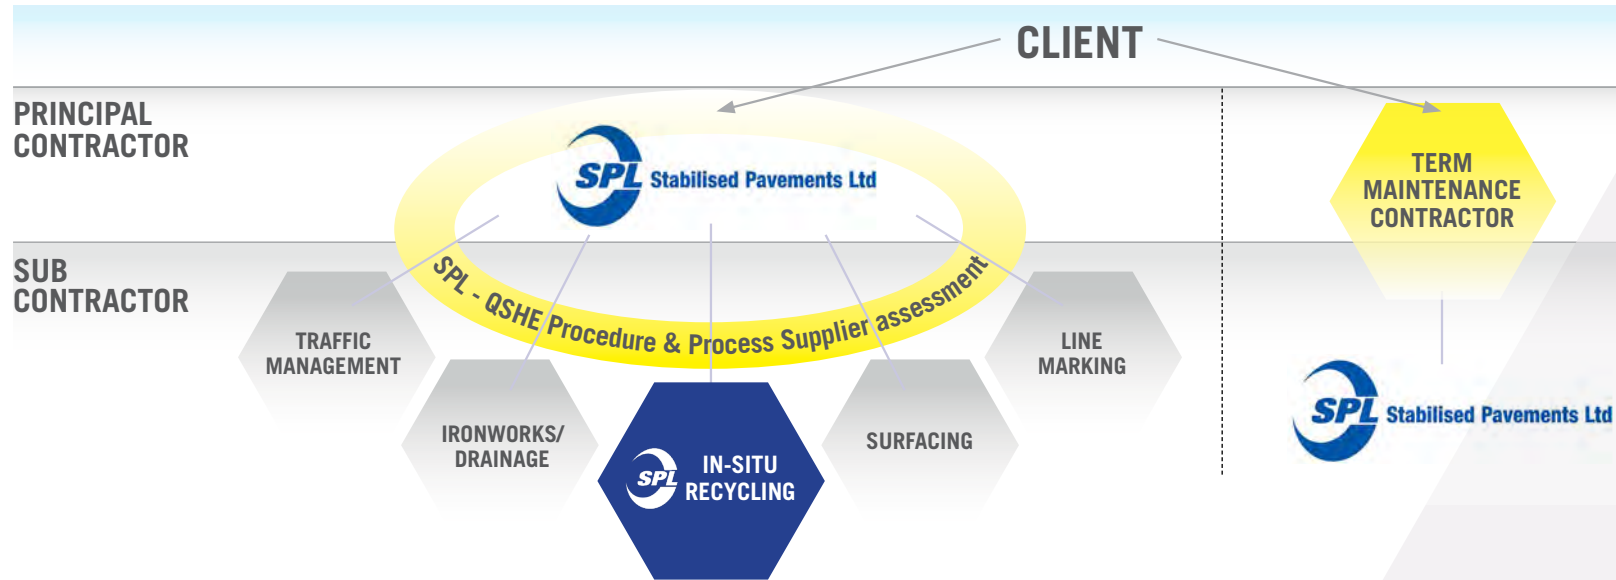 CLIENT
PRINCIPAL
CONTRACTOR
SPL Stabilised Pavements Ltd
TERM
MAINTENANCE
CONTRACTOR
SUB
CONTRACTOR
SPL - QSHE Procedure & Process Supplier assessment
TRAFFIC
MANAGEMENT
IRONWORKS/
DRAINAGE
SPL
IN-SITU
RECYCLING
SURFACING
LINE
MARKING
SPL Stabilised Pavements Ltd